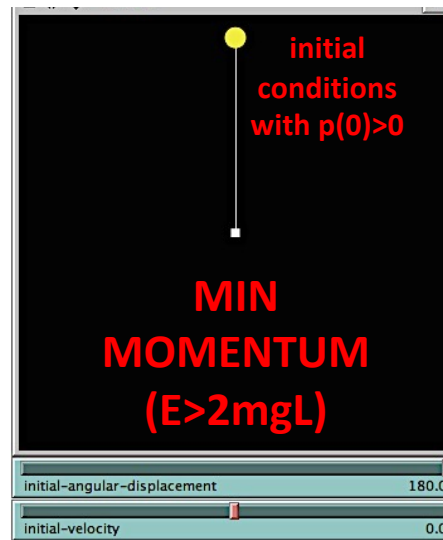 initial
conditions
with p(0)>0
MIN
MOMENTUM
(E>2mgL)
initial-angular-displacement 180.0
initial-velocity 0.0